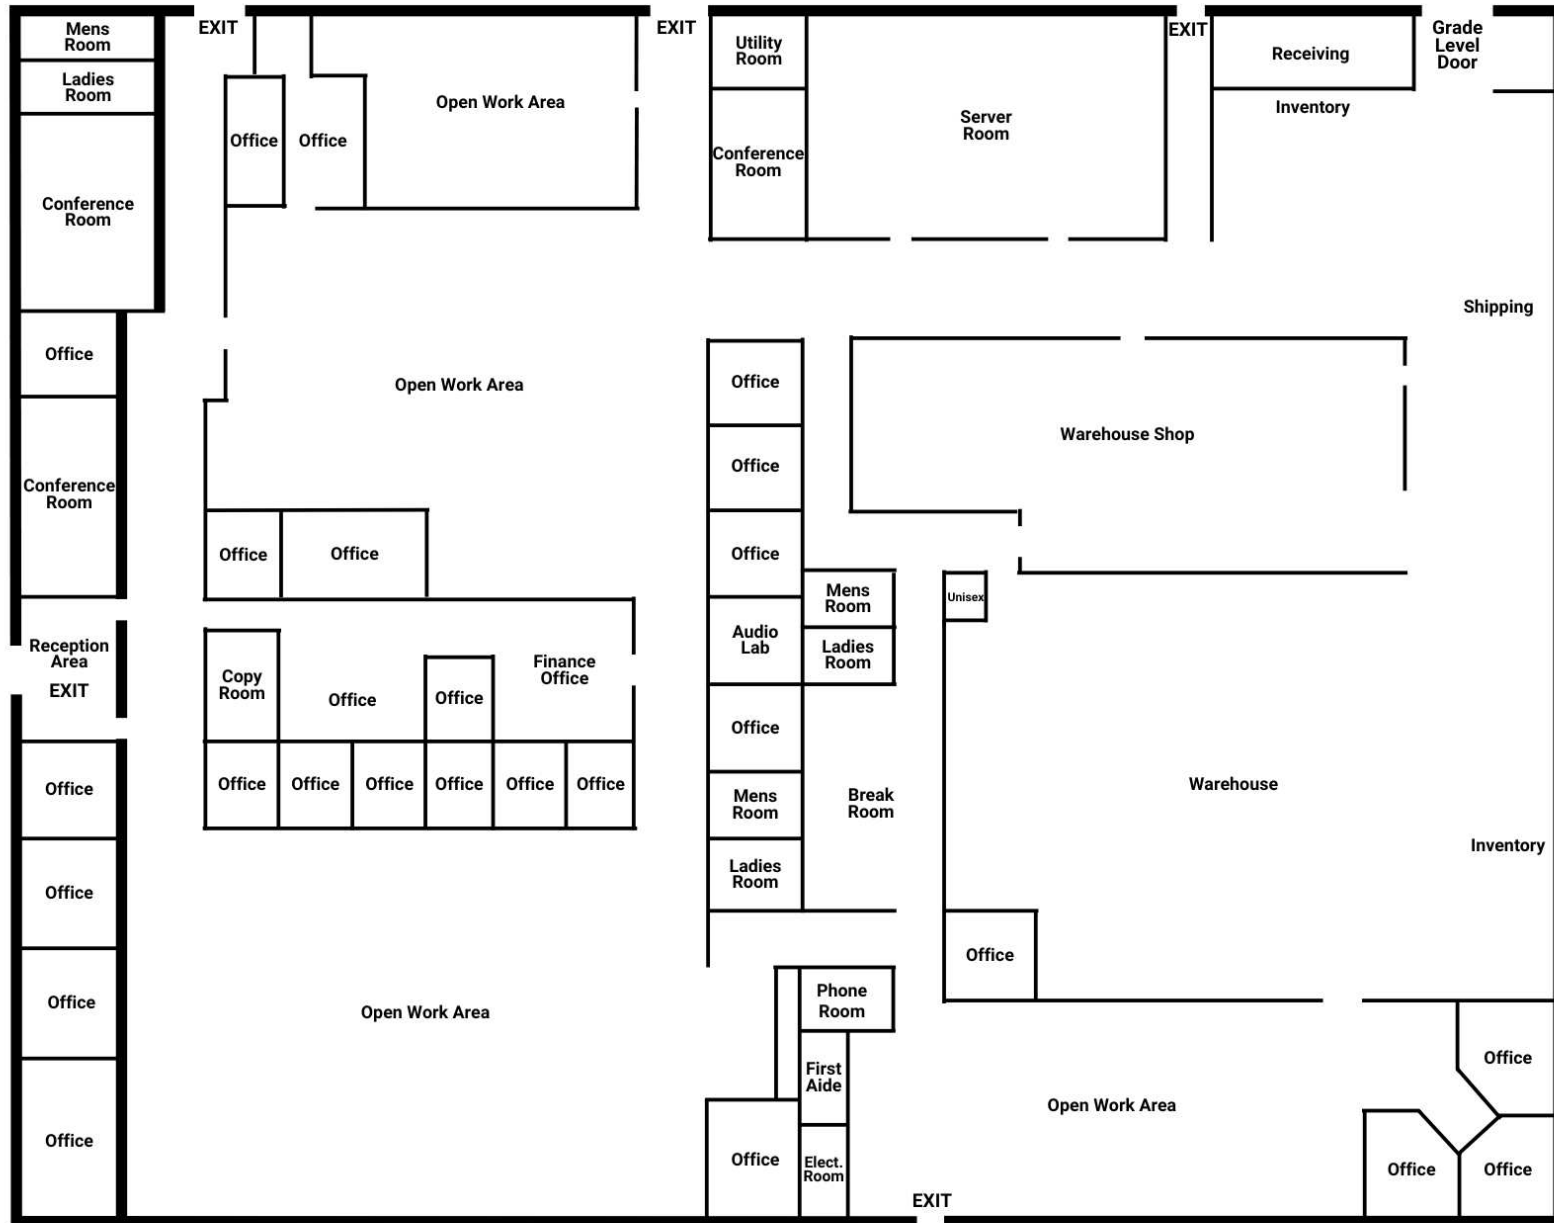 Mens
Room
EXIT
EXIT
Utility
Room
EXIT
Receiving
Grade
Level
Door
Ladies
Room
Office
Office
Open Work Area
Conference
Room
Server
Room
Inventory
Conference
Room
Shipping
Office
Open Work Area
Office
Warehouse Shop
Conference
Room
Office
Office
Office
Office
Mens
Room
Unisex
Reception
Area
EXIT
Copy
Room
Office
Office
Finance
Office
Audio
Lab
Ladies
Room
Office
Office
Office
Office
Office
Office
Office
Office
Office
Mens
Room
Break
Room
Warehouse
Office
Ladies
Room
Inventory
Office
Open Work Area
Phone
Room
Office
First
Aide
Open Work Area
Office
Office
Office
Elect.
Room
Office
Office
EXIT